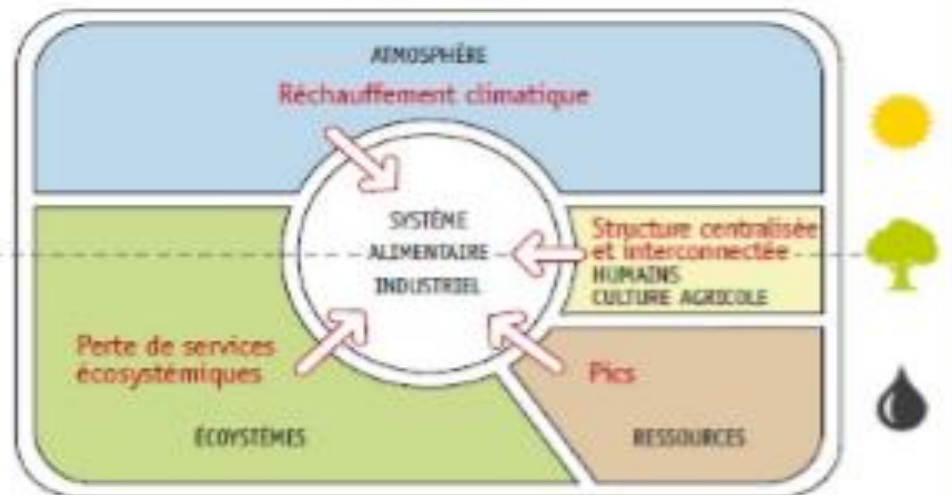 ATMOSPHÈRE
Réchauffement climatique
SYSTÈME
ALIMENTAIRE
INDUSTRIEL
Structure centralisée
et interconnectée
HUMAINS
CULTURE AGRICOLE
Perte de services
écosystémiques
Pics
ÉCOYSTÈMES
RESSOURCES